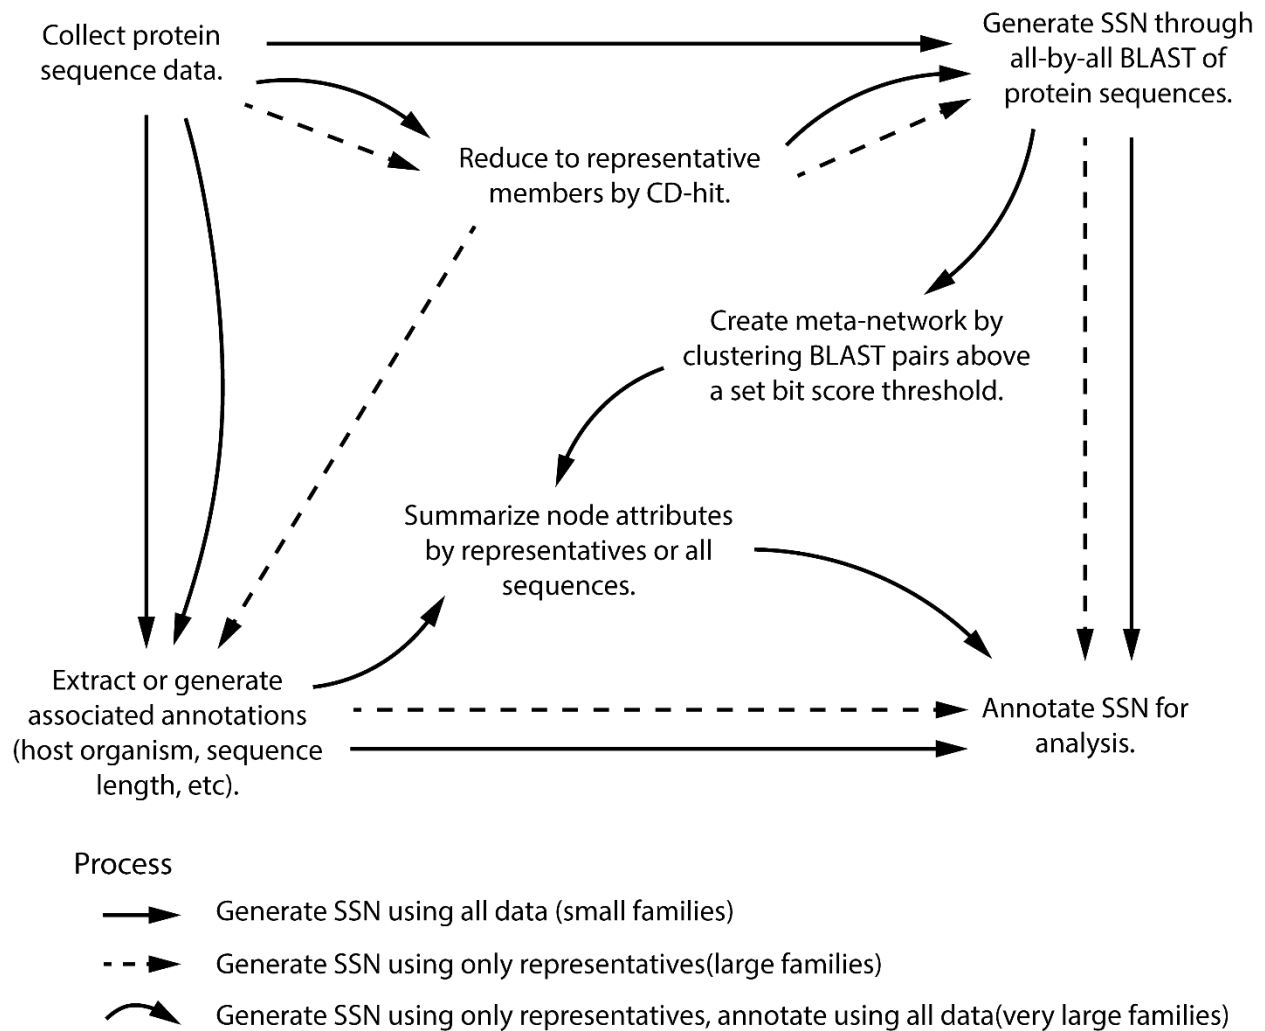 Collect protein
sequence data.
Generate SSN through
all-by-all BLAST of
protein sequences.
Reduce to representative
members by CD-hit.
Create meta-network by
clustering BLAST pairs above
a set bit score threshold.
Summarize node attributes
by representatives or all
sequences.
Extract or generate
associated annotations
(host organism, sequence
length, etc).
Annotate SSN for
analysis.
Process
Generate SSN using all data (small families)
Generate SSN using only representatives(large families)
Generate SSN using only representatives, annotate using all data(very large families)